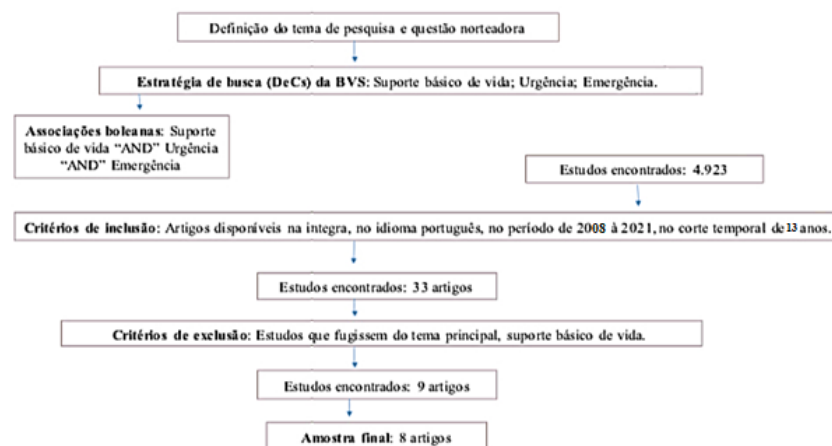 Definição do tema de pesquisa e questão norteadora
Estratégia de busca (DeCs) da BVS: Suporte básico de vida; Urgência; Emergência.
Associações boleanas: Suporte
básico de vida “AND” Urgência
“AND” Emergência
Estudos encontrados: 4.923
Critérios de inclusão: Artigos disponíveis na integra, no idioma português, no período de 2008 à 2021, no corte temporal de 13 anos.
Estudos encontrados: 33 artigos
Critérios de exclusão: Estudos que fugissem do tema principal, suporte básico de vida.
Estudos encontrados: 9 artigos
Amostra final: 8 artigos